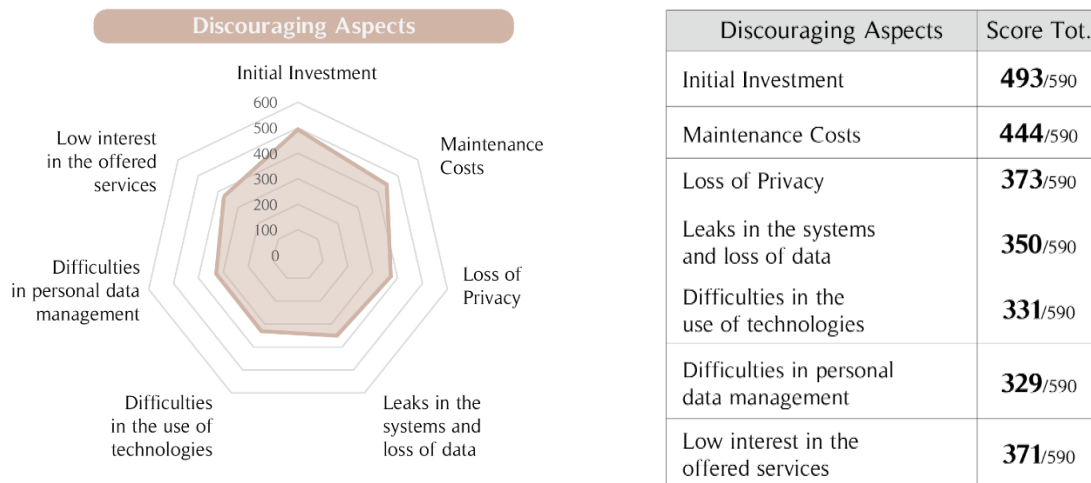 Discouraging Aspects
Initial Investment
600
500
400
300
200
100
0
Maintenance
Costs
Loss of
Privacy
Leaks in the
systems and
loss of data
Difficulties
in the use of
technologies
Difficulties
in personal data
management
Low interest
in the offered
services
Discouraging Aspects Score Tot.
Initial Investment 493/590
Maintenance Costs 444/590
Loss of Privacy 373/590
Leaks in the systems
and loss of data 350/590
Difficulties in the
use of technologies 331/590
Difficulties in personal
data management 329/590
Low interest in the
offered services 371/590